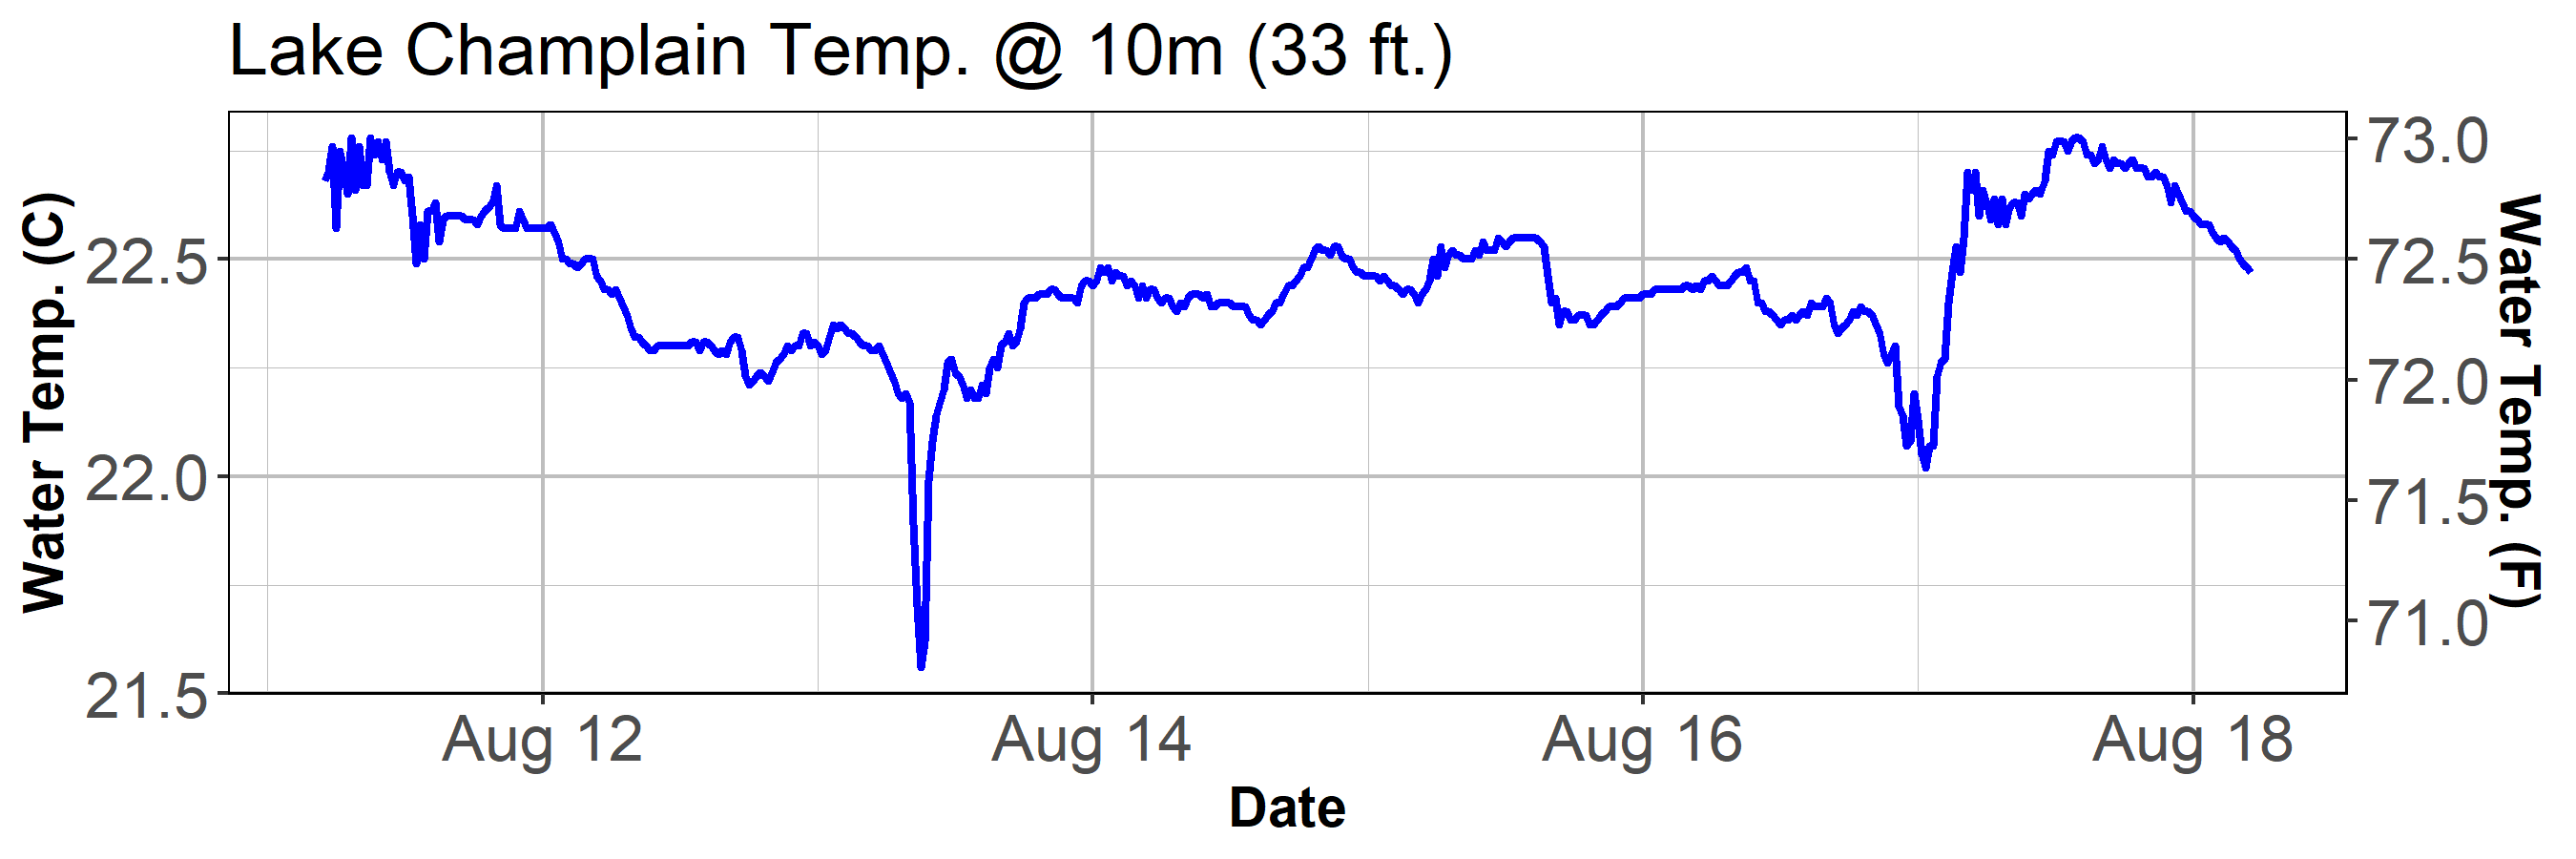 Lake Champlain Temp. @ 10m (33 ft.)
Water Temp. (C)
22.5
22.0
21.5
73.0
72.5
72.0
71.5
71.0
Water Temp. (F)
Aug 12 Aug 14 Aug 16 Aug 18
Date